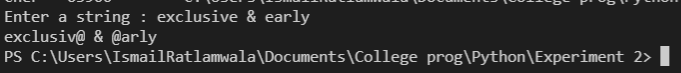 Enter a string : exclusive & early
exclusiv@ & @arly
PS C:\Users\IsmailRatlamwala\Documents\College prog\Python\Experiment 2>